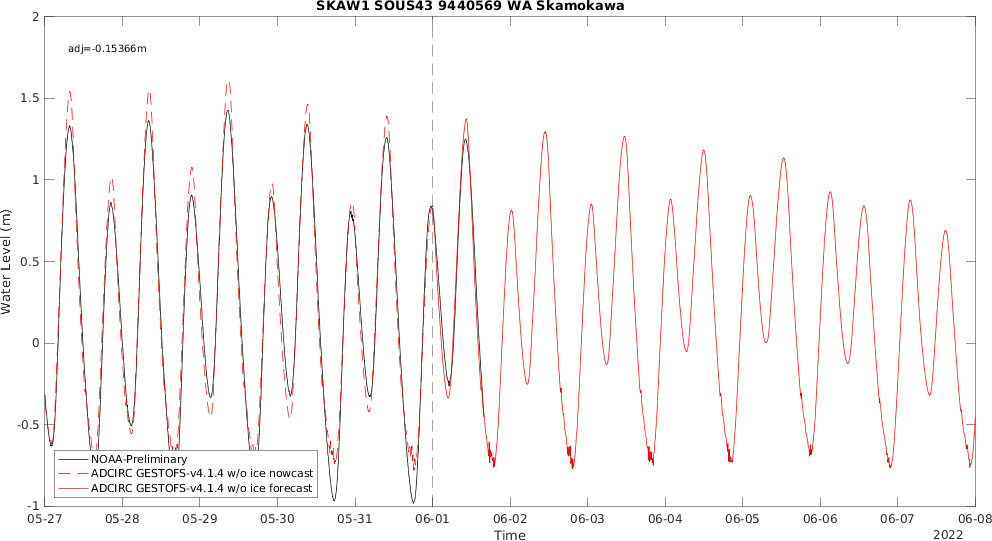 SKAW1 SOUS43 9440569 WA Skamokawa
adj=-0.15366m
Water Level (m)
2
1.5
1
0.5
0
-0.5
-1
NOAA-Preliminary
ADCIRC GESTOFS-v4.1.4 w/o ice nowcast
ADCIRC GESTOFS-v4.1.4 w/o ice forecast
05-27 05-28 05-29 05-30 05-31 06-01 06-02 06-03 06-04 06-05 06-06 06-07 06-08
Time
2022